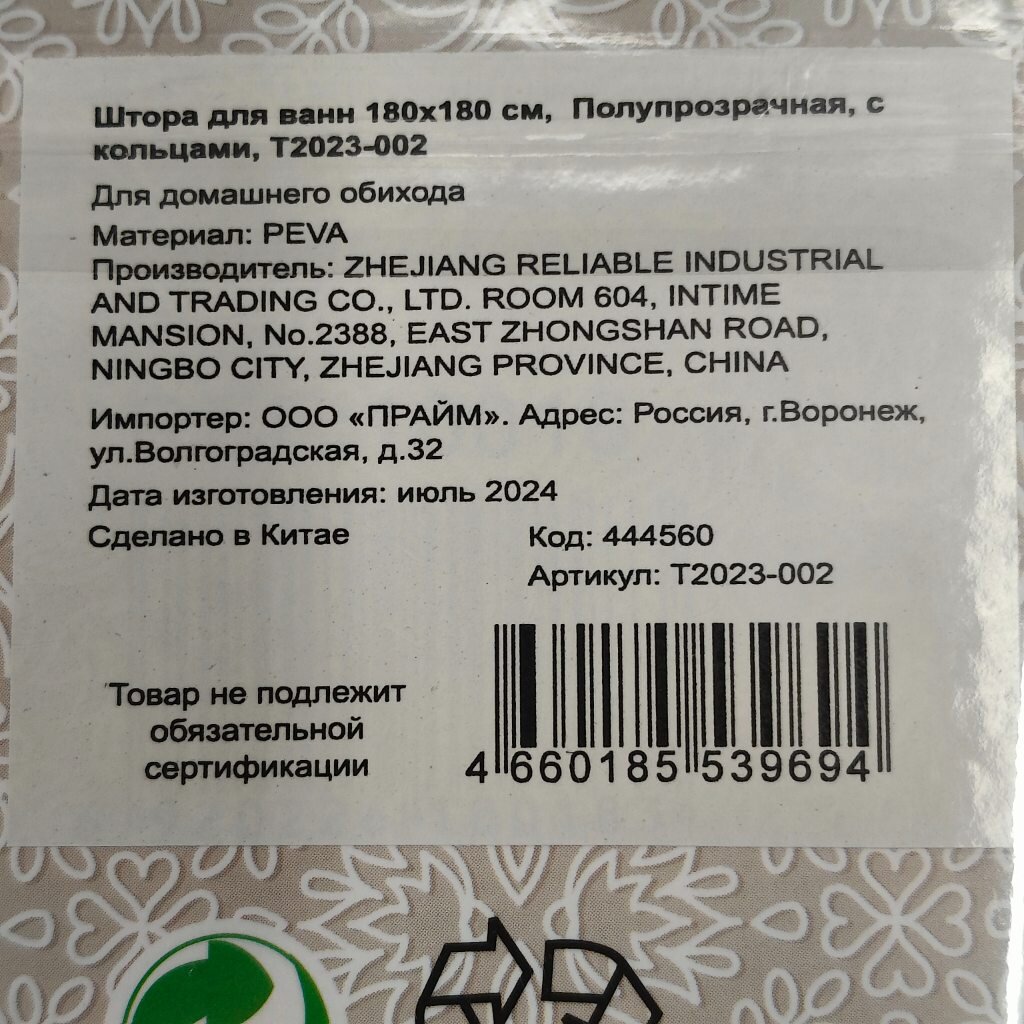 Штора для ванн 180х180 см, Полупрозрачная, с
кольцами, Т2023-002
Для домашнего обихода
Материал: PEVA
Производитель: ZHEJIANG RELIABLE INDUSTRIAL
AND TRADING CO., LTD. ROOM 604, INTIME
MANSION, No.2388, EAST ZHONGSHAN ROAD,
NINGBO CITY, ZHEJIANG PROVINCE, CHINA
Импортер: ООО «ПРАЙМ». Адрес: Россия, г.Воронеж,
ул.Волгоградская, д.32
Дата изготовления: июль 2024
Сделано в Китае
Код: 444560
Артикул: Т2023-002
Товар не подлежит
обязательной
сертификации
4 660185 539694